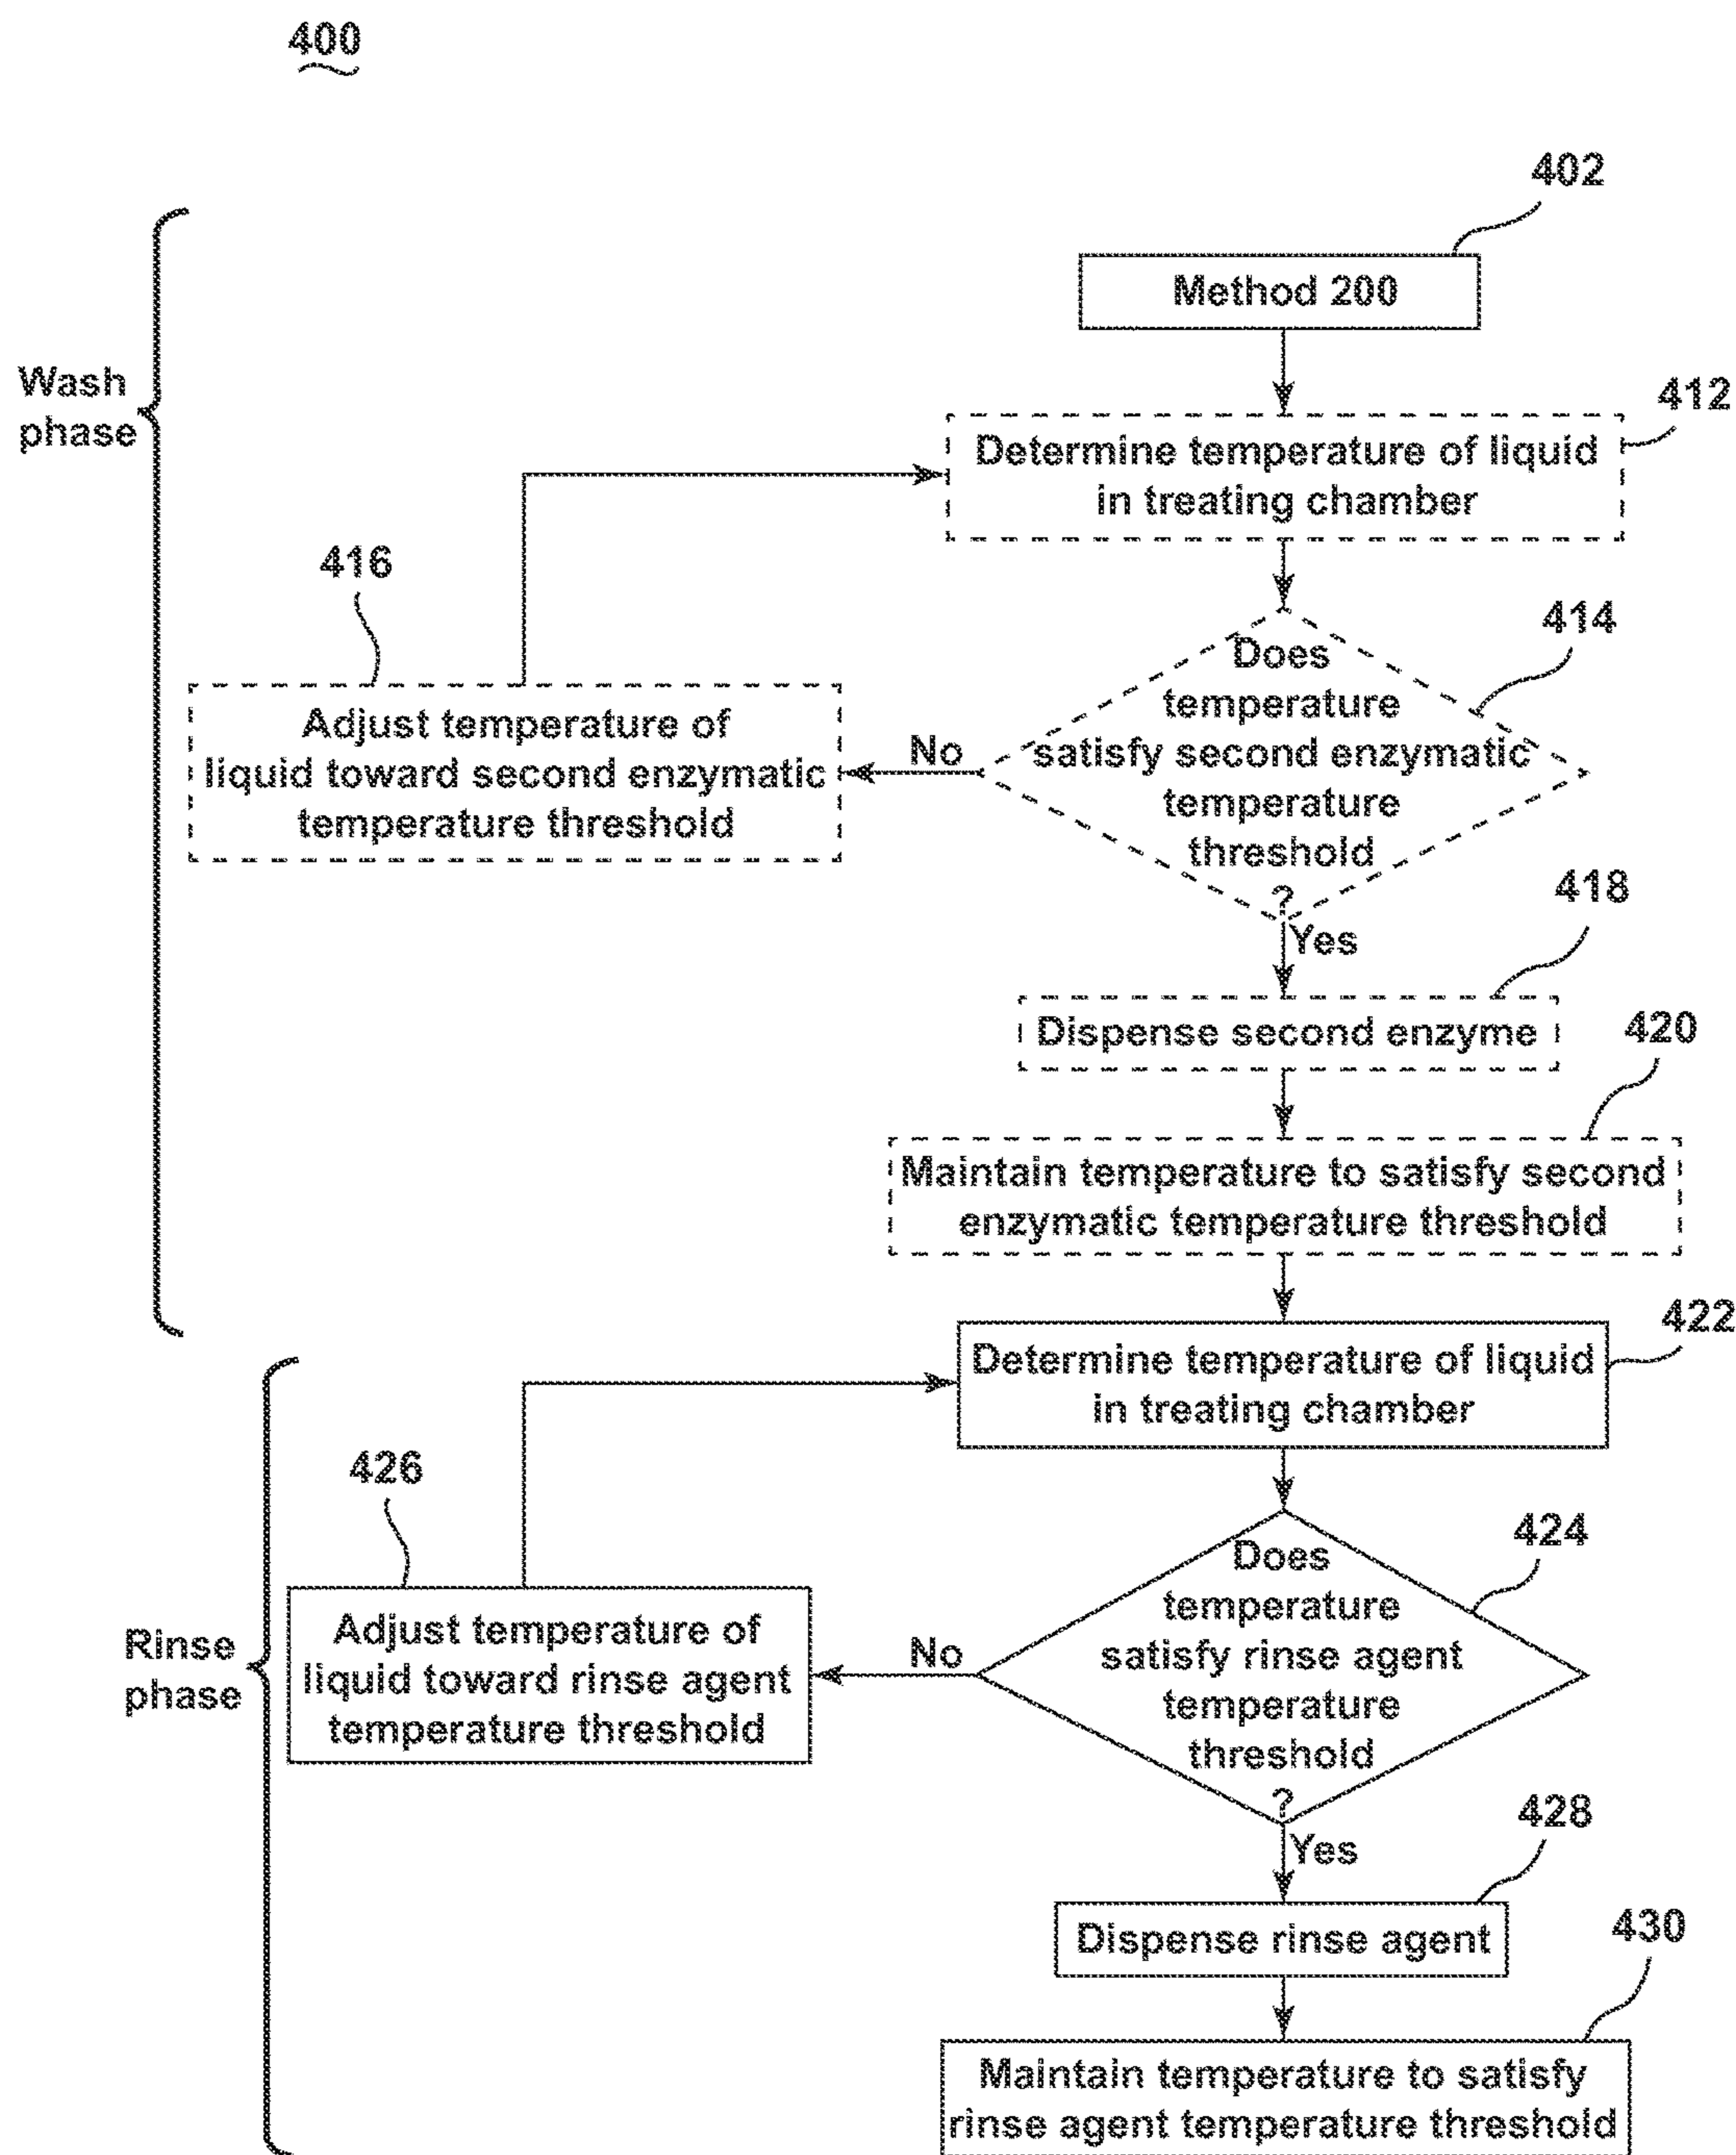 400
402
Method 200
Wash
phase
412
Determine temperature of liquid
in treating chamber
416
414
Does
temperature
satisfy second enzymatic
temperature
threshold
?
No
Adjust temperature of
liquid toward second enzymatic
temperature threshold
Yes
418
Dispense second enzyme
420
Maintain temperature to satisfy second
enzymatic temperature threshold
422
Determine temperature of liquid
in treating chamber
426
424
Does
temperature
satisfy rinse agent
temperature
threshold
?
No
Rinse
phase
Adjust temperature of
liquid toward rinse agent
temperature threshold
Yes
428
Dispense rinse agent
430
Maintain temperature to satisfy
rinse agent temperature threshold